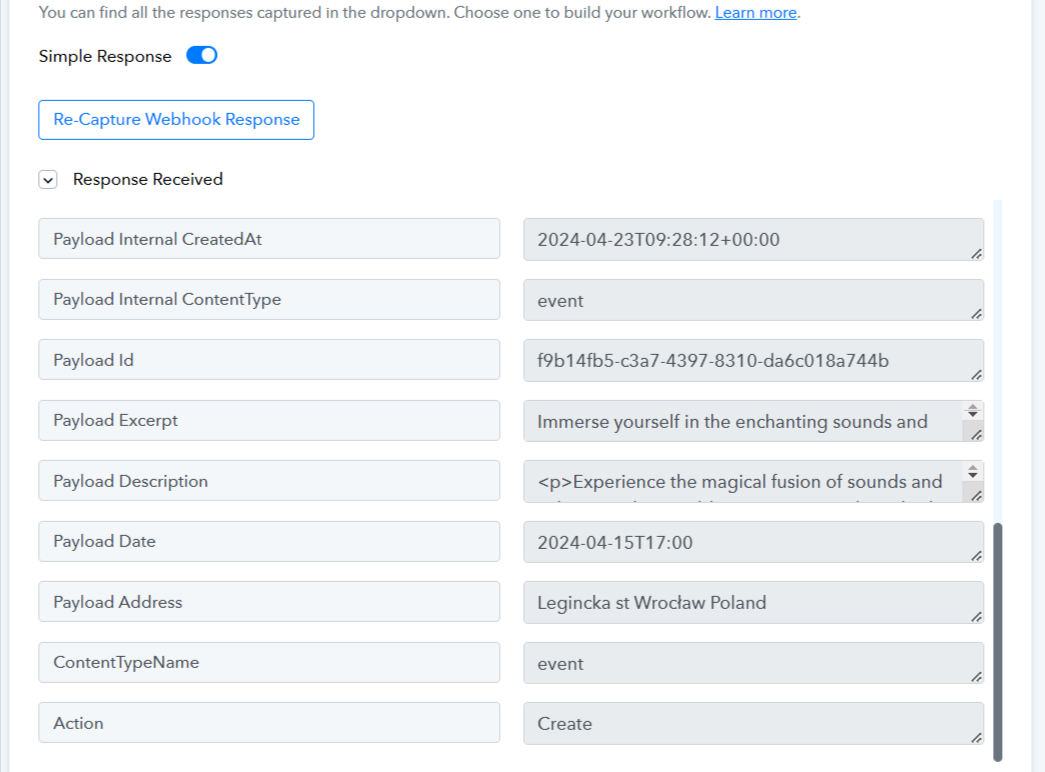 You can find all the responses captured in the dropdown. Choose one to build your workflow. Learn more.
Simple Response
Re-Capture Webhook Response
Response Received
Payload Internal CreatedAt
2024-04-23T09:28:12+00:00
Payload Internal ContentType
event
Payload Id
f9b14fb5-c3a7-4397-8310-da6c018a744b
Payload Excerpt
Immerse yourself in the enchanting sounds and
Payload Description
<p>Experience the magical fusion of sounds and
Payload Date
2024-04-15T17:00
Payload Address
Legincka st Wrocław Poland
ContentTypeName
event
Action
Create